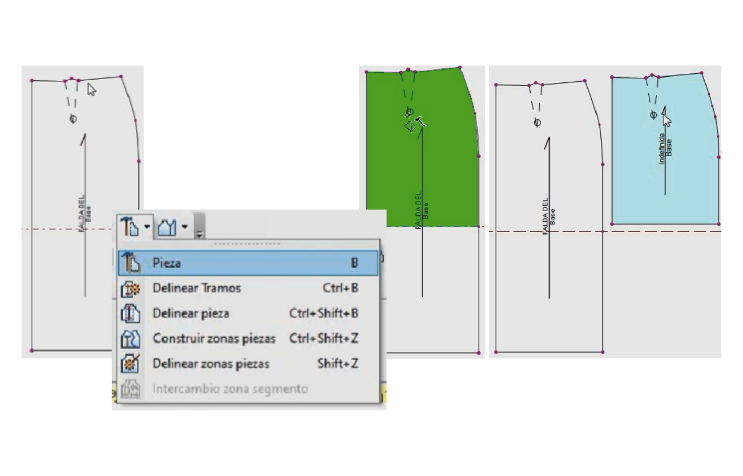 FALDA DEL
Base
Pieza B
Delinear Tramos Ctrl+B
Delinear pieza Ctrl+Shift+B
Construir zonas piezas Ctrl+Shift+Z
Delinear zonas piezas Shift+Z
Intercambio zona segmento
FALDA DEL
Base
FALDA DEL
Base
Indefinida
Base